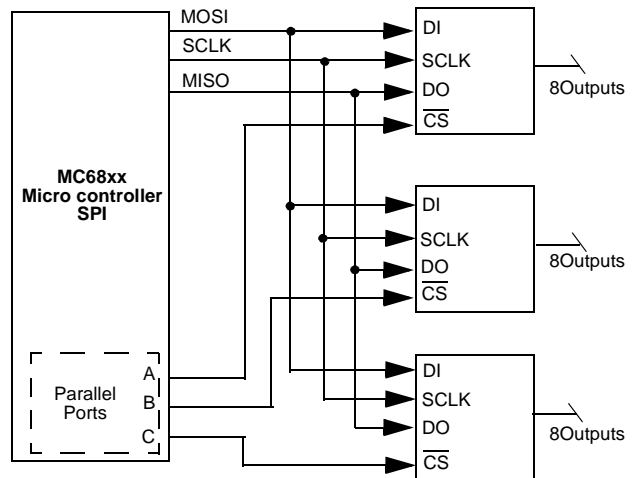 MOSI
SCLK
MISO
MC68xx
Micro controller
SPI
Parallel
Ports
A
B
C
DI
SCLK
DO
CS
8Outputs
DI
SCLK
DO
CS
8Outputs
DI
SCLK
DO
CS
8Outputs